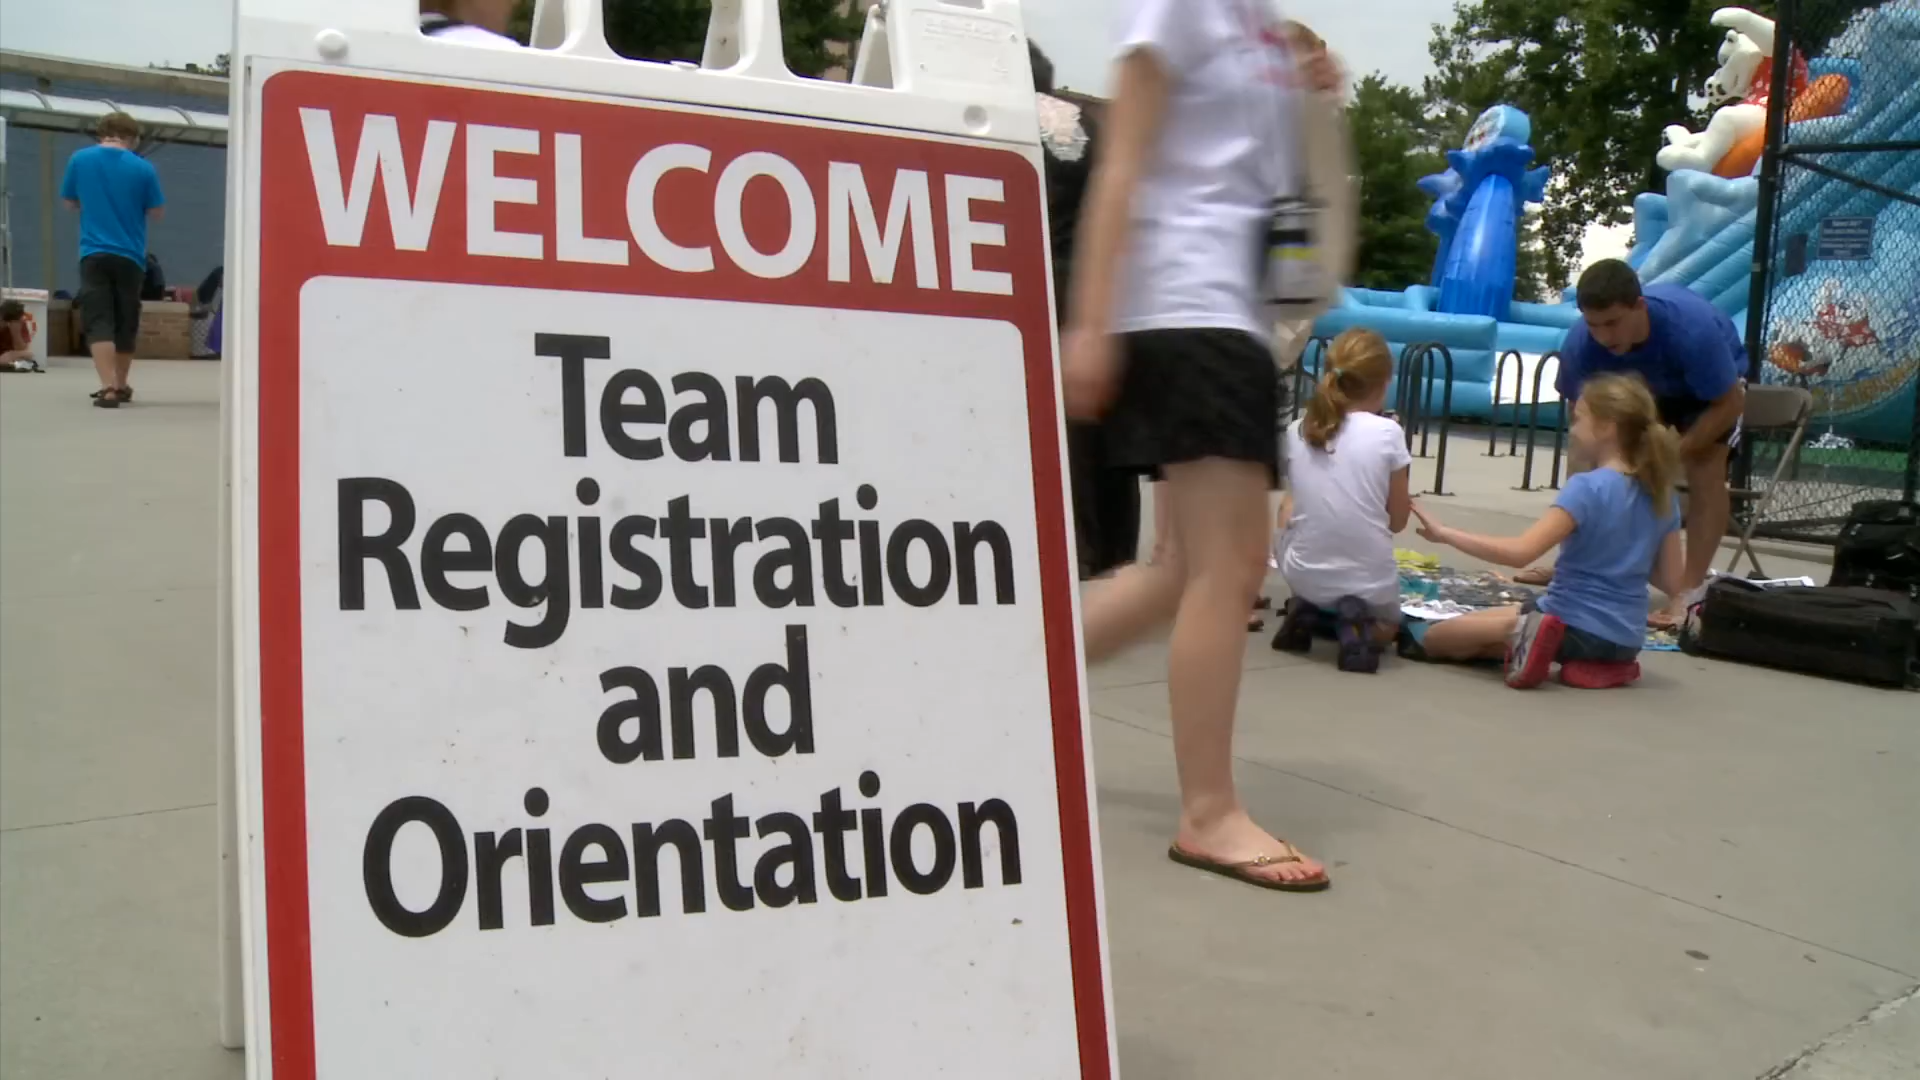 WELCOME
Team
Registration
and
Orientation